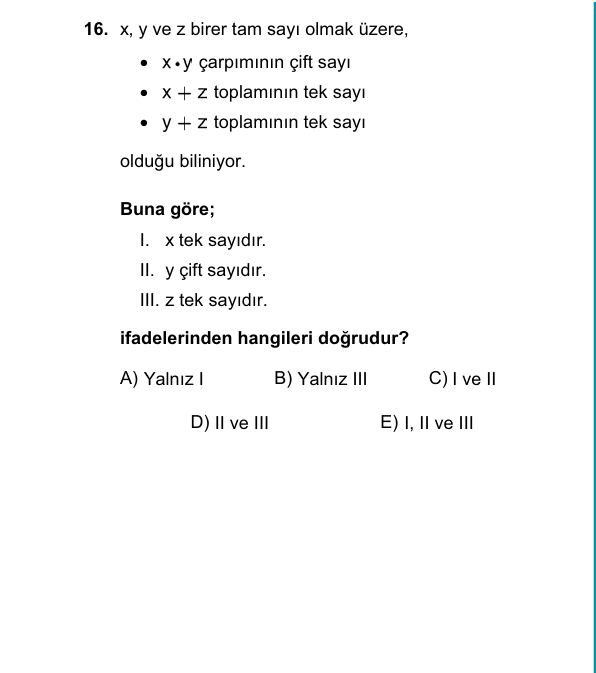 16. x, y ve z birer tam sayı olmak üzere,
• x•y çarpımının çift sayı
• x + z toplamının tek sayı
• y + z toplamının tek sayı
olduğu biliniyor.
Buna göre;
I. x tek sayıdır.
II. y çift sayıdır.
III. z tek sayıdır.
ifadelerinden hangileri doğrudur?
A) Yalnız I B) Yalnız III C) I ve II
D) II ve III E) I, II ve III